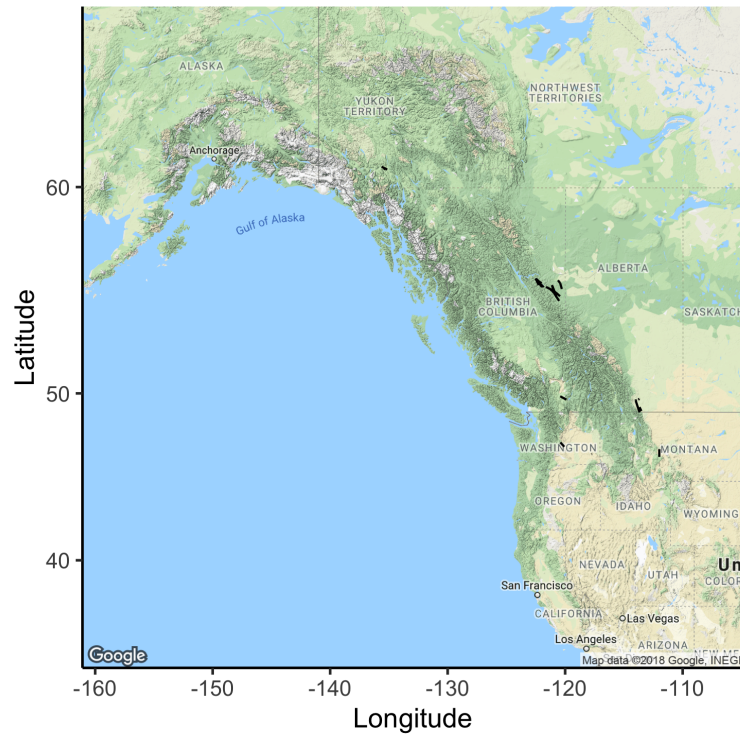 ALASKA
YUKON
TERRITORY
NORTHWEST
TERRITORIES
Anchorage
60
Gulf of Alaska
ALBERTA
BRITISH
COLUMBIA
SASKATCH
Latitude
50
WASHINGTON
MONTANA
OREGON
IDAHO
WYOMING
NEVADA
UTAH
Un
COLOR
40
San Francisco
CALIFORNIA
Las Vegas
Los Angeles
ARIZONA
Google
Map data ©2018 Google, INEGI
-160
-150
-140
-130
-120
-110
Longitude